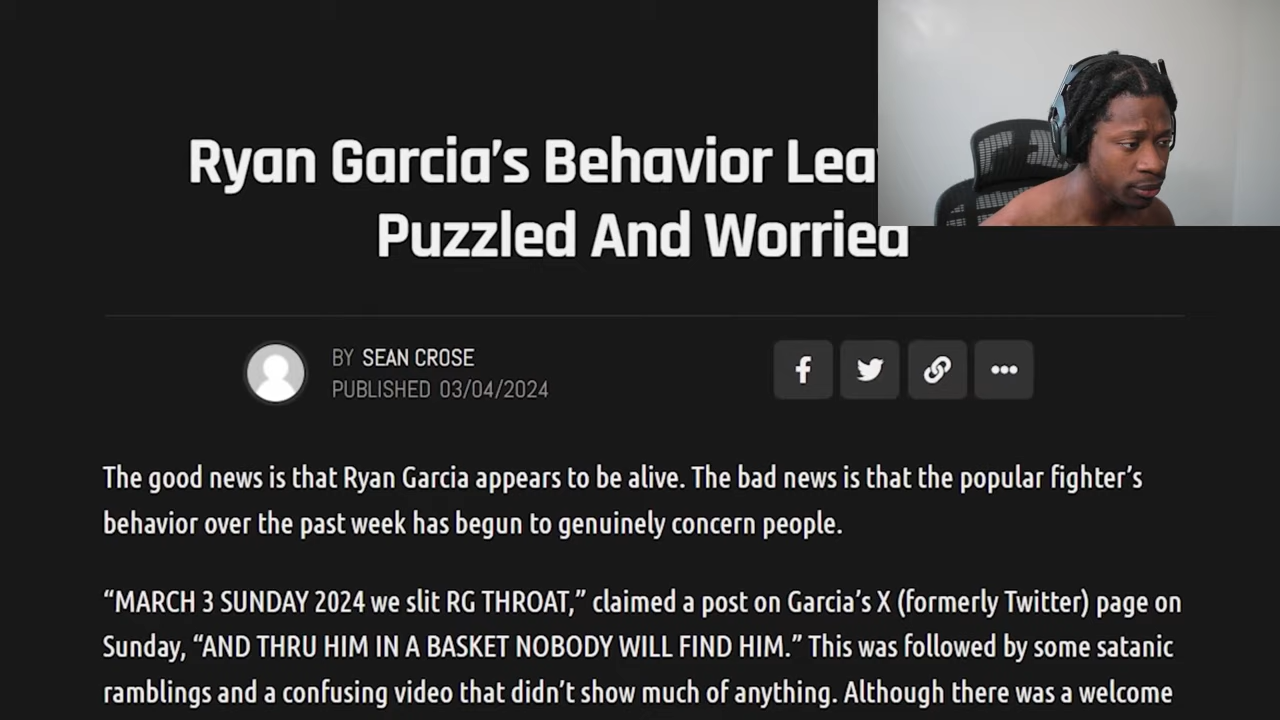 Ryan Garcia’s Behavior Lea
Puzzled And Worried
BY SEAN CROSE
PUBLISHED 03/04/2024
The good news is that Ryan Garcia appears to be alive. The bad news is that the popular fighter’s
behavior over the past week has begun to genuinely concern people.
“MARCH 3 SUNDAY 2024 we slit RG THROAT,” claimed a post on Garcia’s X (formerly Twitter) page on
Sunday, “AND THRU HIM IN A BASKET NOBODY WILL FIND HIM.” This was followed by some satanic
ramblings and a confusing video that didn’t show much of anything. Although there was a welcome